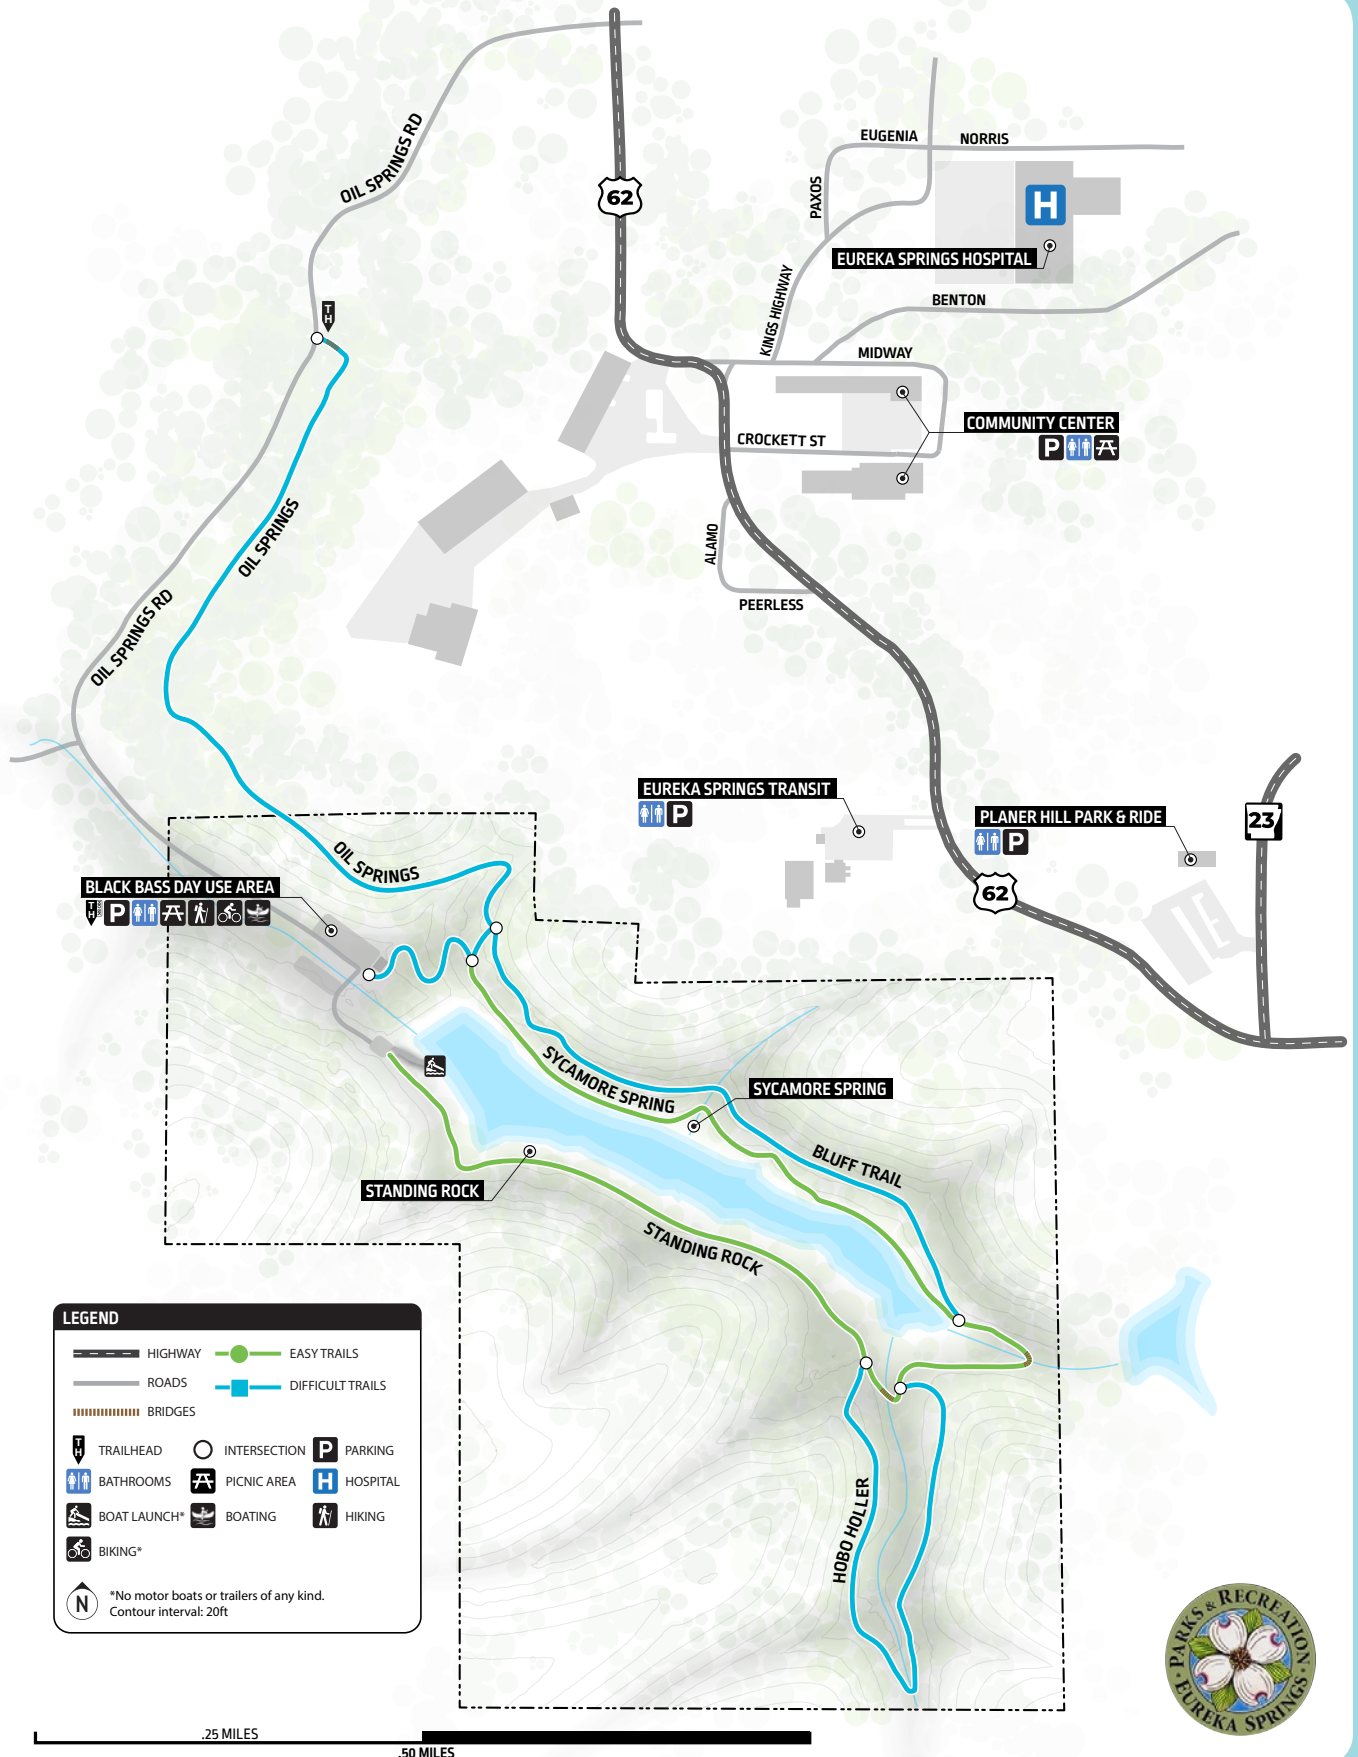 OIL SPRINGS RD
62
EUGENIA
NORRIS
PAXOS
H
EUREKA SPRINGS HOSPITAL
KINGS HIGHWAY
BENTON
TH
MIDWAY
COMMUNITY CENTER
P
CROCKETT ST
OIL SPRINGS
ALAMO
PEERLESS
OIL SPRINGS RD
EUREKA SPRINGS TRANSIT
P
PLANER HILL PARK & RIDE
P
23
62
OIL SPRINGS
BLACK BASS DAY USE AREA
TH
P
SYCAMORE SPRING
SYCAMORE SPRING
BLUFF TRAIL
STANDING ROCK
STANDING ROCK
HOBO HOLLER
LEGEND
HIGHWAY
EASY TRAILS
ROADS
DIFFICULT TRAILS
BRIDGES
TH
TRAILHEAD
INTERSECTION
P
PARKING
BATHROOMS
PICNIC AREA
H
HOSPITAL
BOAT LAUNCH*
BOATING
HIKING
BIKING*
N
*No motor boats or trailers of any kind.
Contour interval: 20ft
PARKS & RECREATION
EUREKA SPRINGS
.25 MILES
.50 MILES